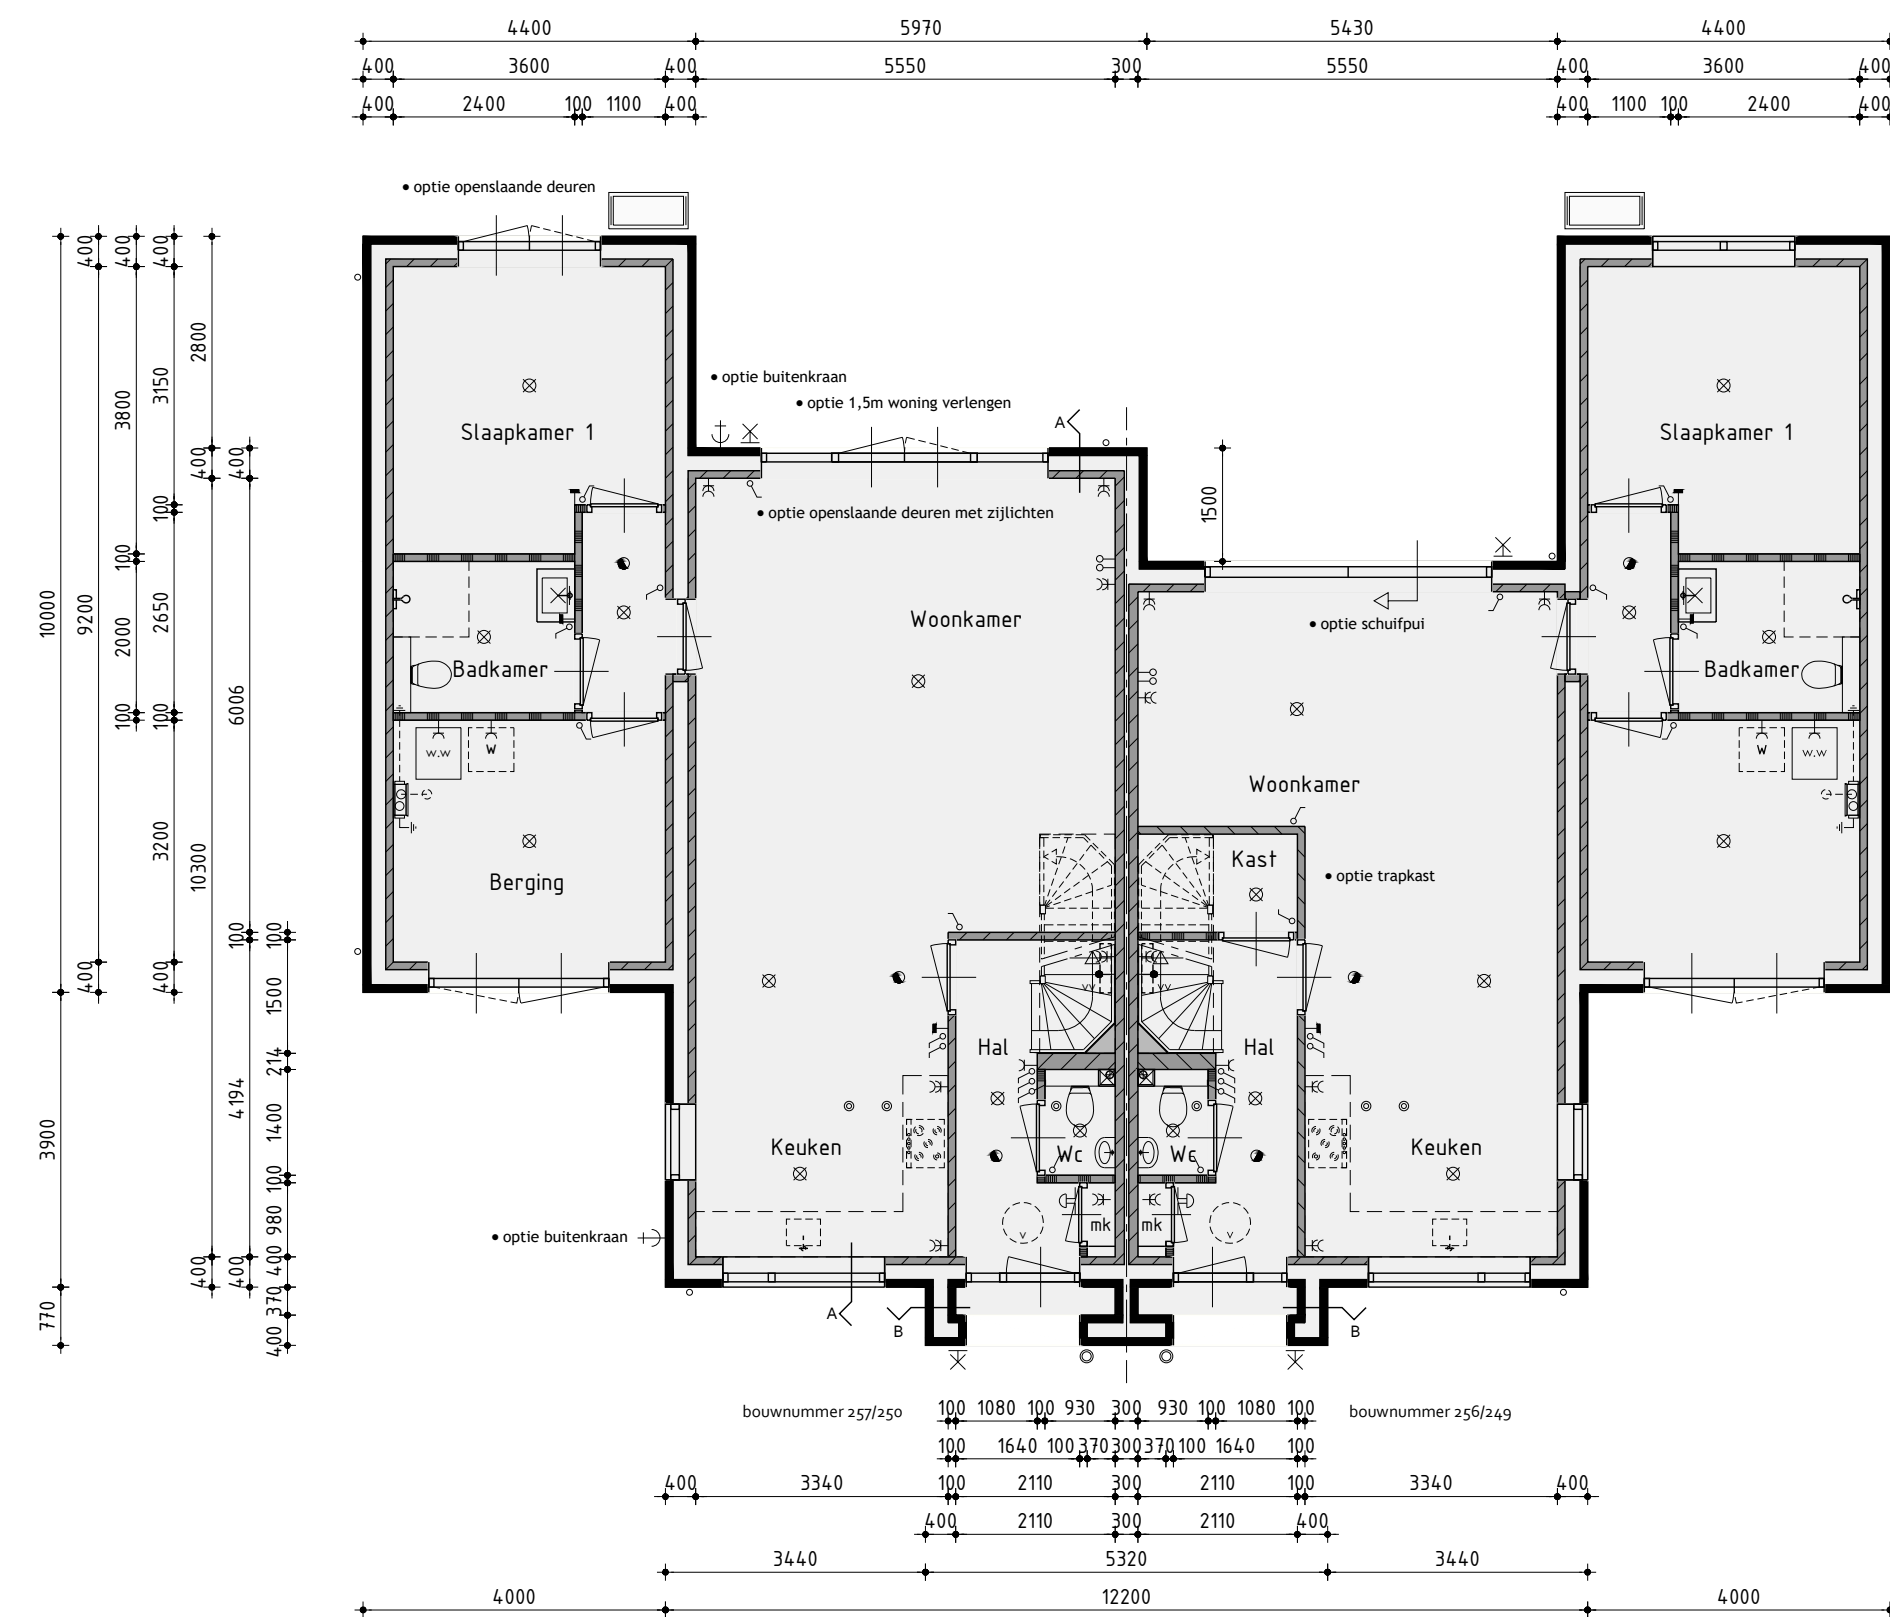 4400 5970 5430 4400
400 3600 400 5550 300 5550 400 3600 400
400 2400 100 1100 400 400 1100 100 2400 400
• optie openslaande deuren
10000 3900 770
400 9200 400
400 3800 100 2000 100
400 3150 100 2650 100 3200 400
2800 400 10300 400
400 6006 100 4194 400
100 1500 214 1400 100 980 400 370 400
• optie buitenkraan
• optie 1,5m woning verlengen
A
Slaapkamer 1
Slaapkamer 1
1500
• optie openslaande deuren met zijlichten
Woonkamer
• optie schuifpui
Badkamer
Badkamer
w.w
W
W
w.w
Woonkamer
Kast
• optie trapkast
Berging
vv
vv
Hal
Hal
Keuken
Wc
Wc
Keuken
v
mk
mk
v
• optie buitenkraan
A
B
B
bouwnummer 257/250
100 1080 100 930 300 930 100 1080 100
bouwnummer 256/249
100 1640 100 370 300 370 100 1640 100
400 3340 100 2110 300 2110 100 3340 400
400 2110 300 2110 400
3440 5320 3440
4000 12200 4000